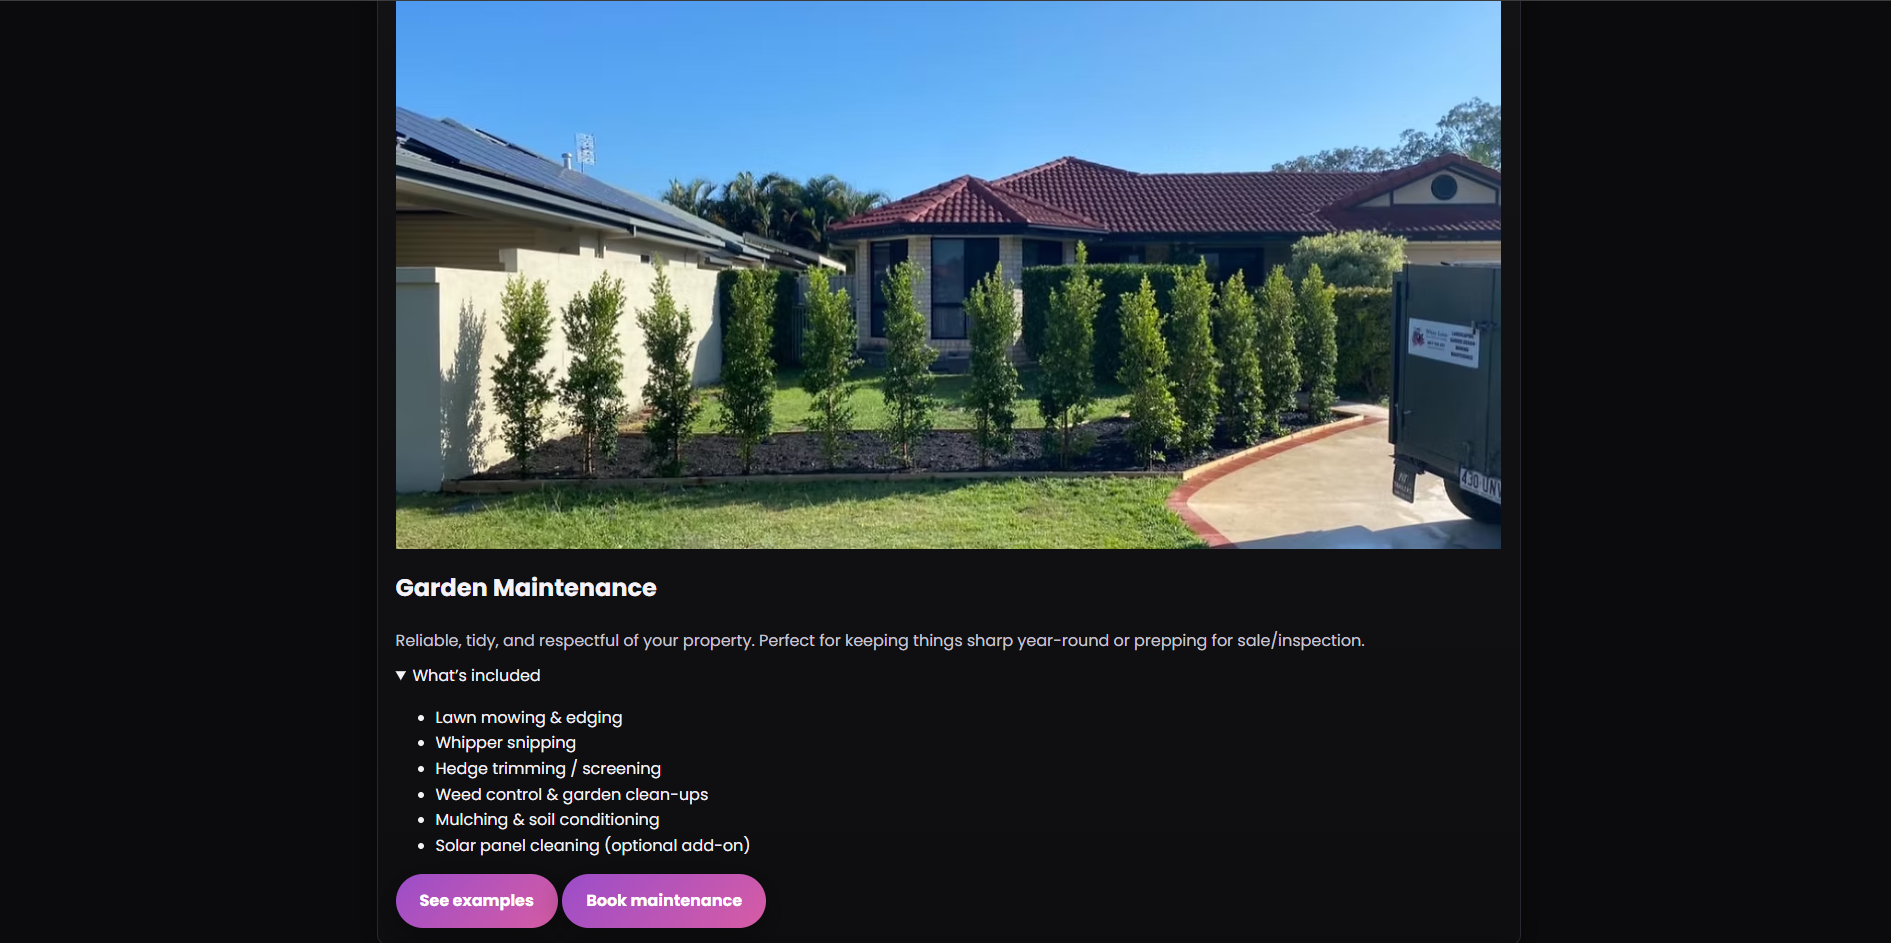 430·UNV
Garden Maintenance
Reliable, tidy, and respectful of your property. Perfect for keeping things sharp year-round or prepping for sale/inspection.
▼ What's included
• Lawn mowing & edging
• Whipper snipping
• Hedge trimming / screening
• Weed control & garden clean-ups
• Mulching & soil conditioning
• Solar panel cleaning (optional add-on)
See examples Book maintenance